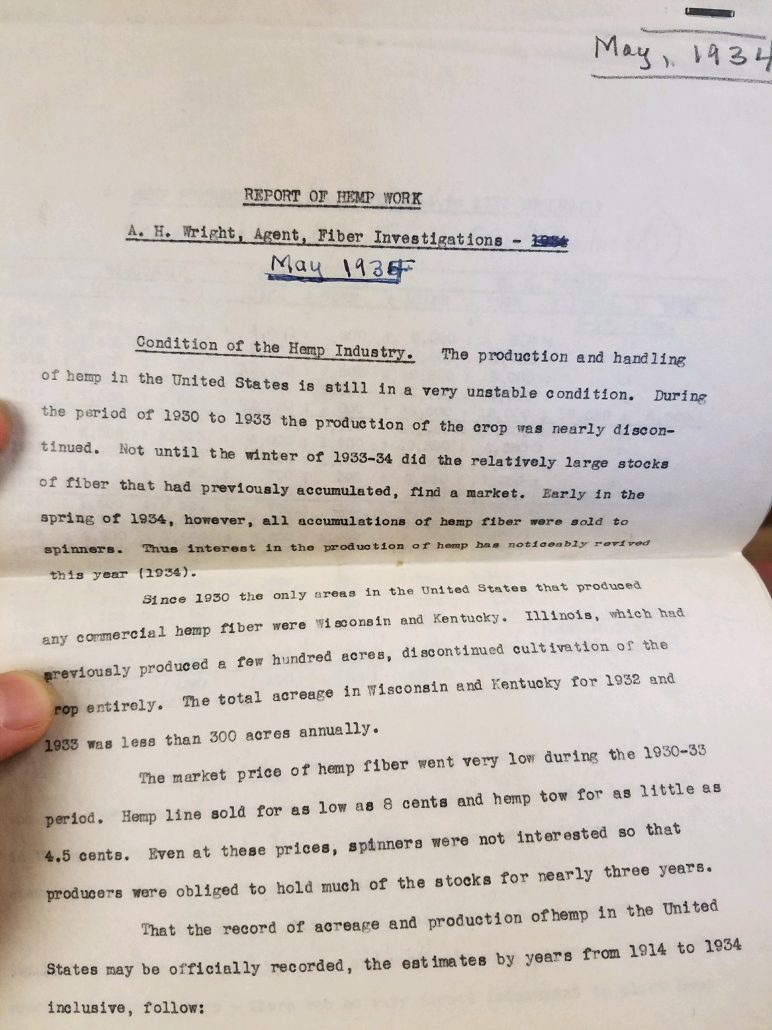 May, 1934
REPORT OF HEMP WORK
A. H. Wright, Agent, Fiber Investigations - 1934
May 1934
Condition of the Hemp Industry. The production and handling
of hemp in the United States is still in a very unstable condition. During
the period of 1930 to 1933 the production of the crop was nearly discon-
tinued. Not until the winter of 1933-34 did the relatively large stocks
of fiber that had previously accumulated, find a market. Early in the
spring of 1934, however, all accumulations of hemp fiber were sold to
spinners. Thus interest in the production of hemp has noticeably revived
this year (1934).
Since 1930 the only areas in the United States that produced
any commercial hemp fiber were Wisconsin and Kentucky. Illinois, which had
previously produced a few hundred acres, discontinued cultivation of the
rop entirely. The total acreage in Wisconsin and Kentucky for 1932 and
1933 was less than 300 acres annually.
The market price of hemp fiber went very low during the 1930-33
period. Hemp line sold for as low as 8 cents and hemp tow for as little as
4.5 cents. Even at these prices, spinners were not interested so that
producers were obliged to hold much of the stocks for nearly three years.
That the record of acreage and production ofhemp in the United
States may be officially recorded, the estimates by years from 1914 to 1934
inclusive, follow: